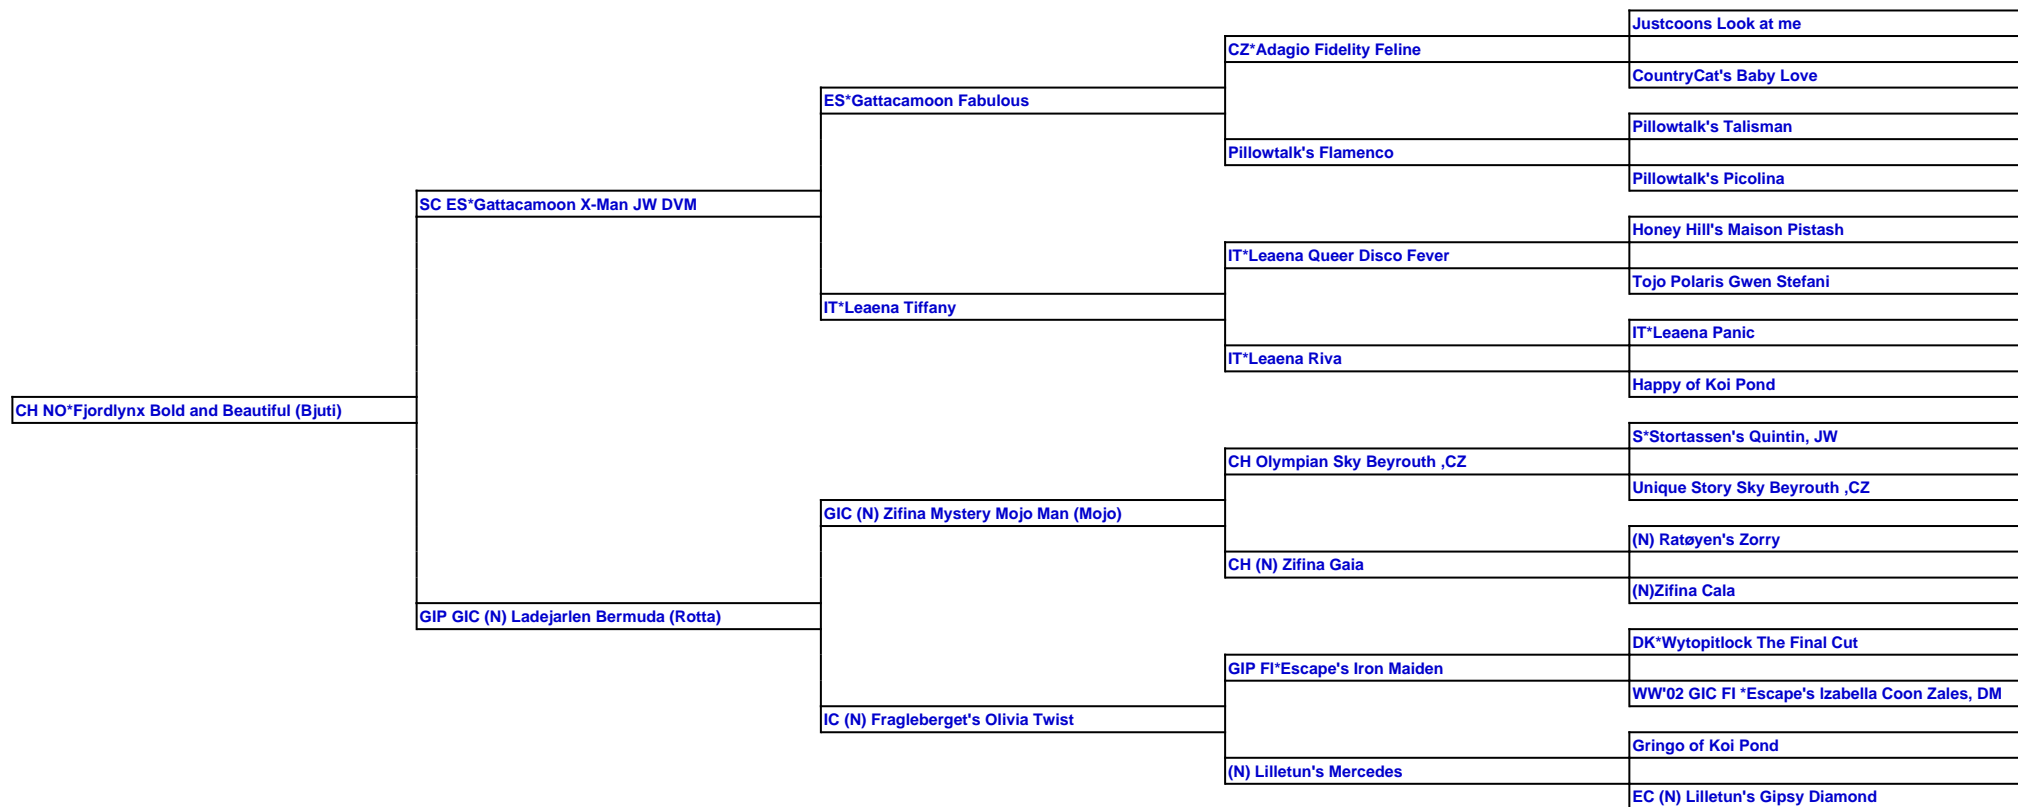 Justcoons Look at me
CZ*Adagio Fidelity Feline
CountryCat's Baby Love
ES*Gattacamoon Fabulous
Pillowtalk's Talisman
Pillowtalk's Flamenco
Pillowtalk's Picolina
SC ES*Gattacamoon X-Man JW DVM
Honey Hill's Maison Pistash
IT*Leaena Queer Disco Fever
Tojo Polaris Gwen Stefani
IT*Leaena Tiffany
IT*Leaena Panic
IT*Leaena Riva
Happy of Koi Pond
CH NO*Fjordlynx Bold and Beautiful (Bjuti)
S*Stortassen's Quintin, JW
CH Olympian Sky Beyrouth ,CZ
Unique Story Sky Beyrouth ,CZ
GIC (N) Zifina Mystery Mojo Man (Mojo)
(N) Ratøyen's Zorry
CH (N) Zifina Gaia
(N)Zifina Cala
GIP GIC (N) Ladejarlen Bermuda (Rotta)
DK*Wytopitlock The Final Cut
GIP FI*Escape's Iron Maiden
WW'02 GIC FI *Escape's Izabella Coon Zales, DM
IC (N) Fragleberget's Olivia Twist
Gringo of Koi Pond
(N) Lilletun's Mercedes
EC (N) Lilletun's Gipsy Diamond